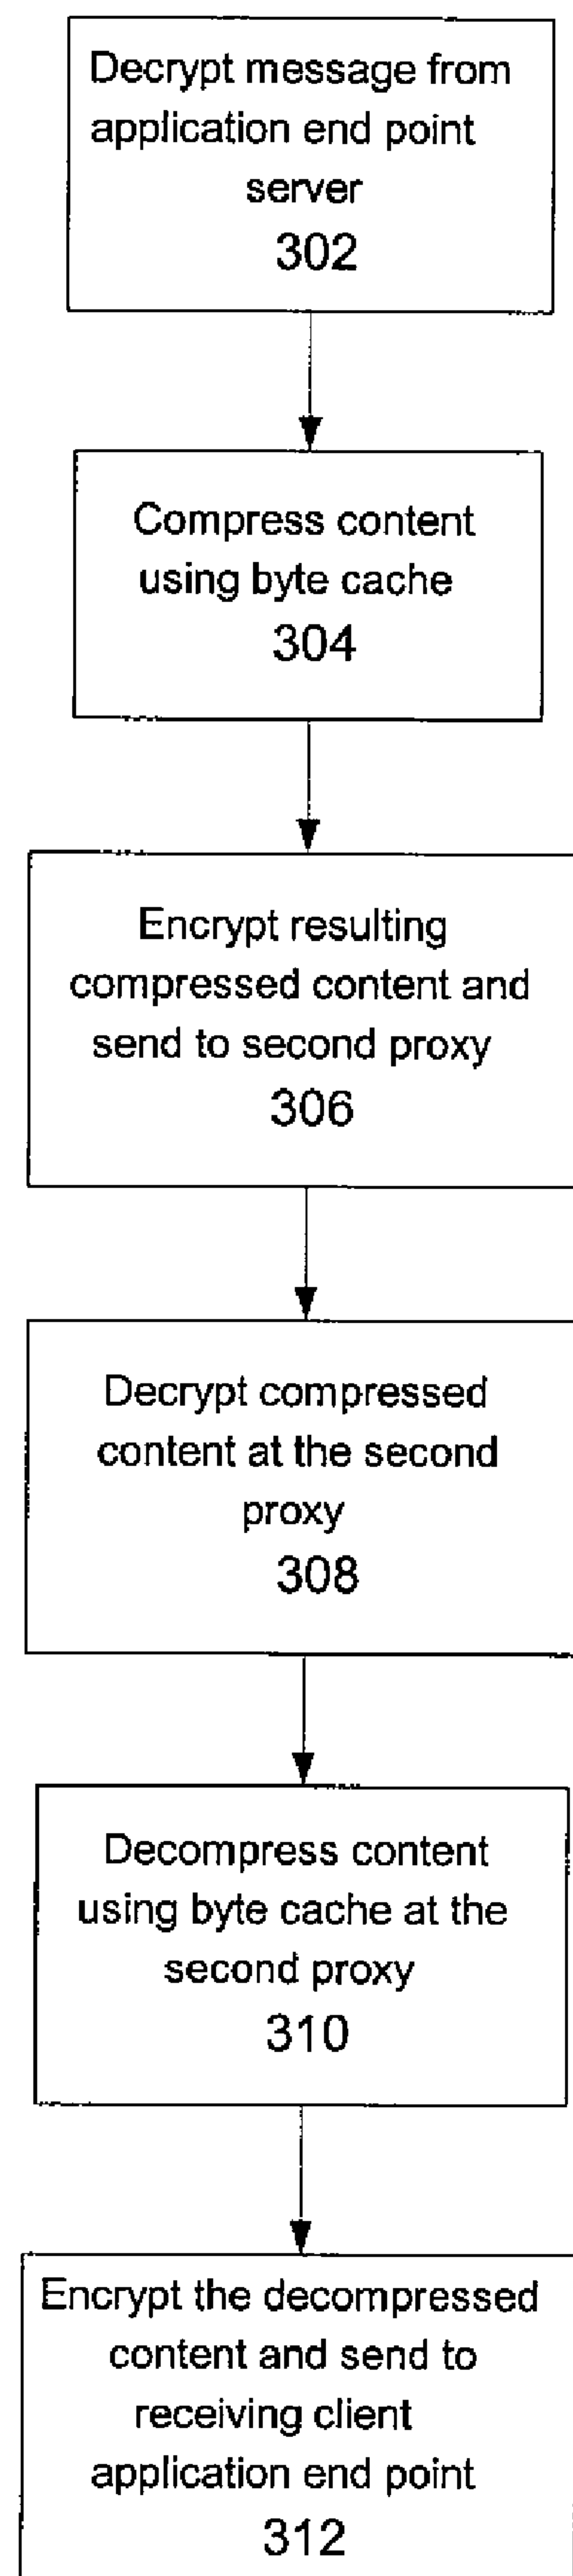 Decrypt message from
application end point
server
302
Compress content
using byte cache
304
Encrypt resulting
compressed content and
send to second proxy
306
Decrypt compressed
content at the second
proxy
308
Decompress content
using byte cache at the
second proxy
310
Encrypt the decompressed
content and send to
receiving client
application end point
312